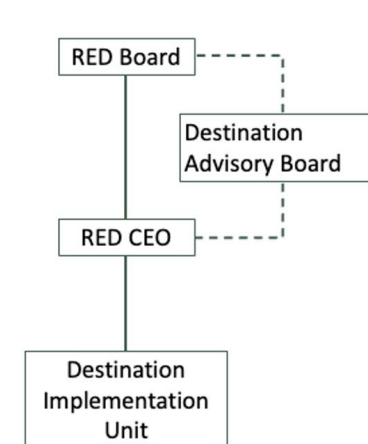 RED Board
Destination
Advisory Board
RED CEO
Destination
Implementation
Unit